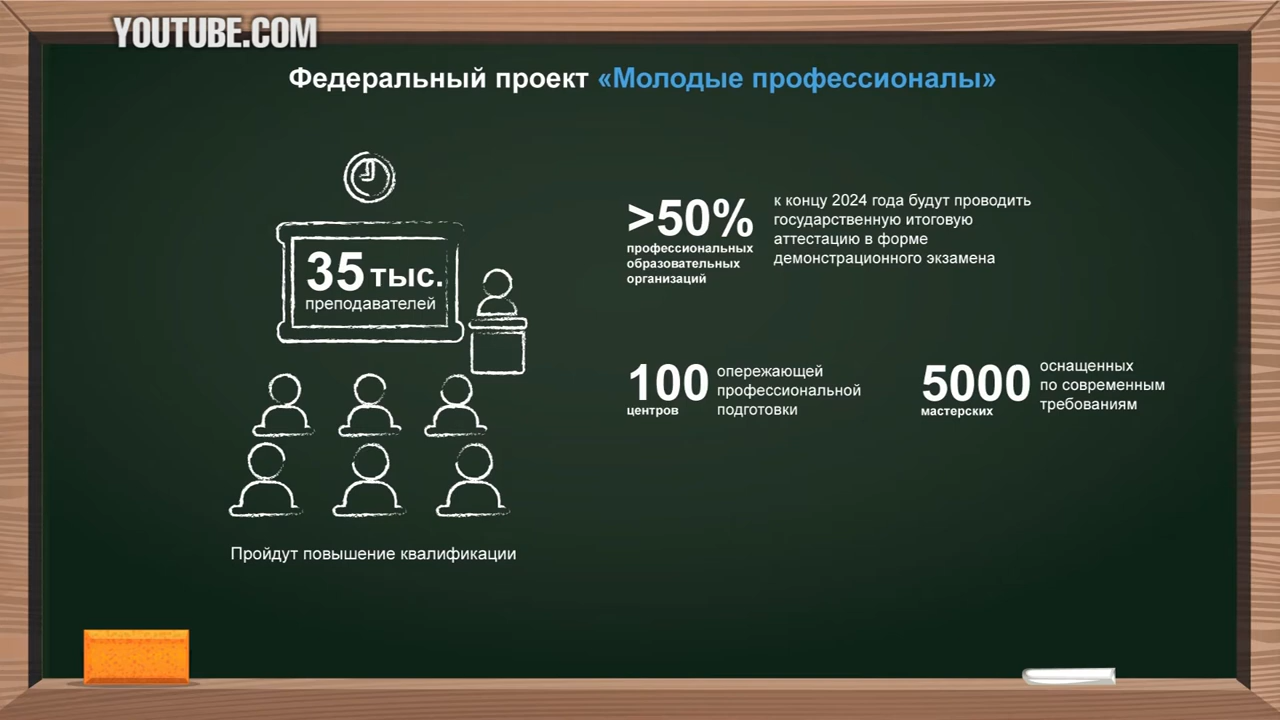 YOUTUBE.COM
Федеральный проект «Молодые профессионалы»
35 тыс.
преподавателей
Пройдут повышение квалификации
>50%
профессиональных
образовательных
организаций
к концу 2024 года будут проводить
государственную итоговую
аттестацию в форме
демонстрационного экзамена
100
центров
опережающей
профессиональной
подготовки
5000
мастерских
оснащенных
по современным
требованиям